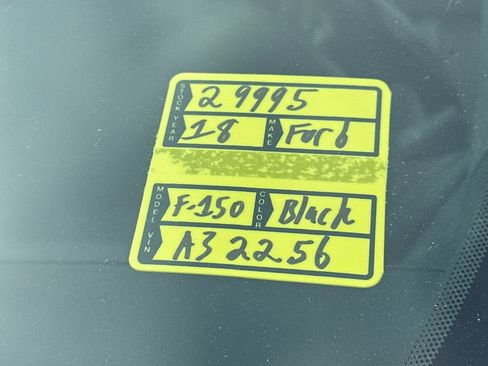 STOCK 29995
YEAR 18 MAKE Ford
MODEL F-150 COLOR Black
VIN A32256